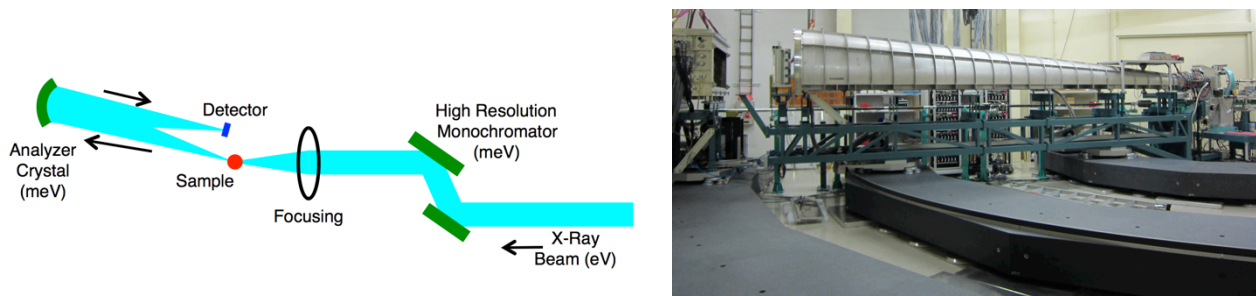 Detector
High Resolution
Monochromator
(meV)
Analyzer
Crystal
(meV)
Sample
Focusing
X-Ray
Beam (eV)